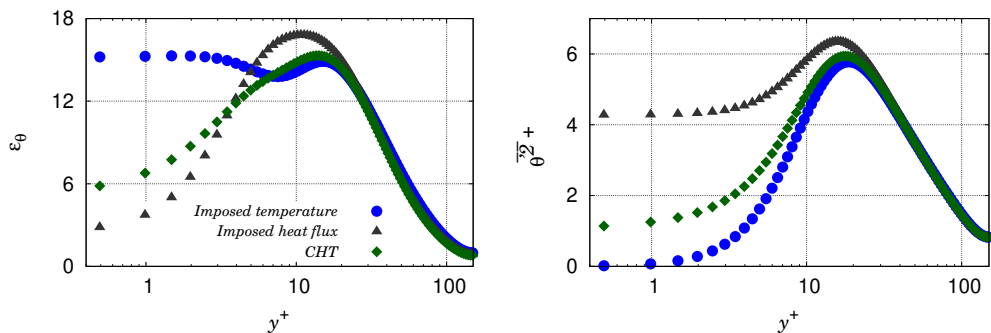 εθ
18
12
6
0
Imposed temperature
Imposed heat flux
CHT
1
10
100
y+
θ'2 +
6
4
2
0
1
10
100
y+